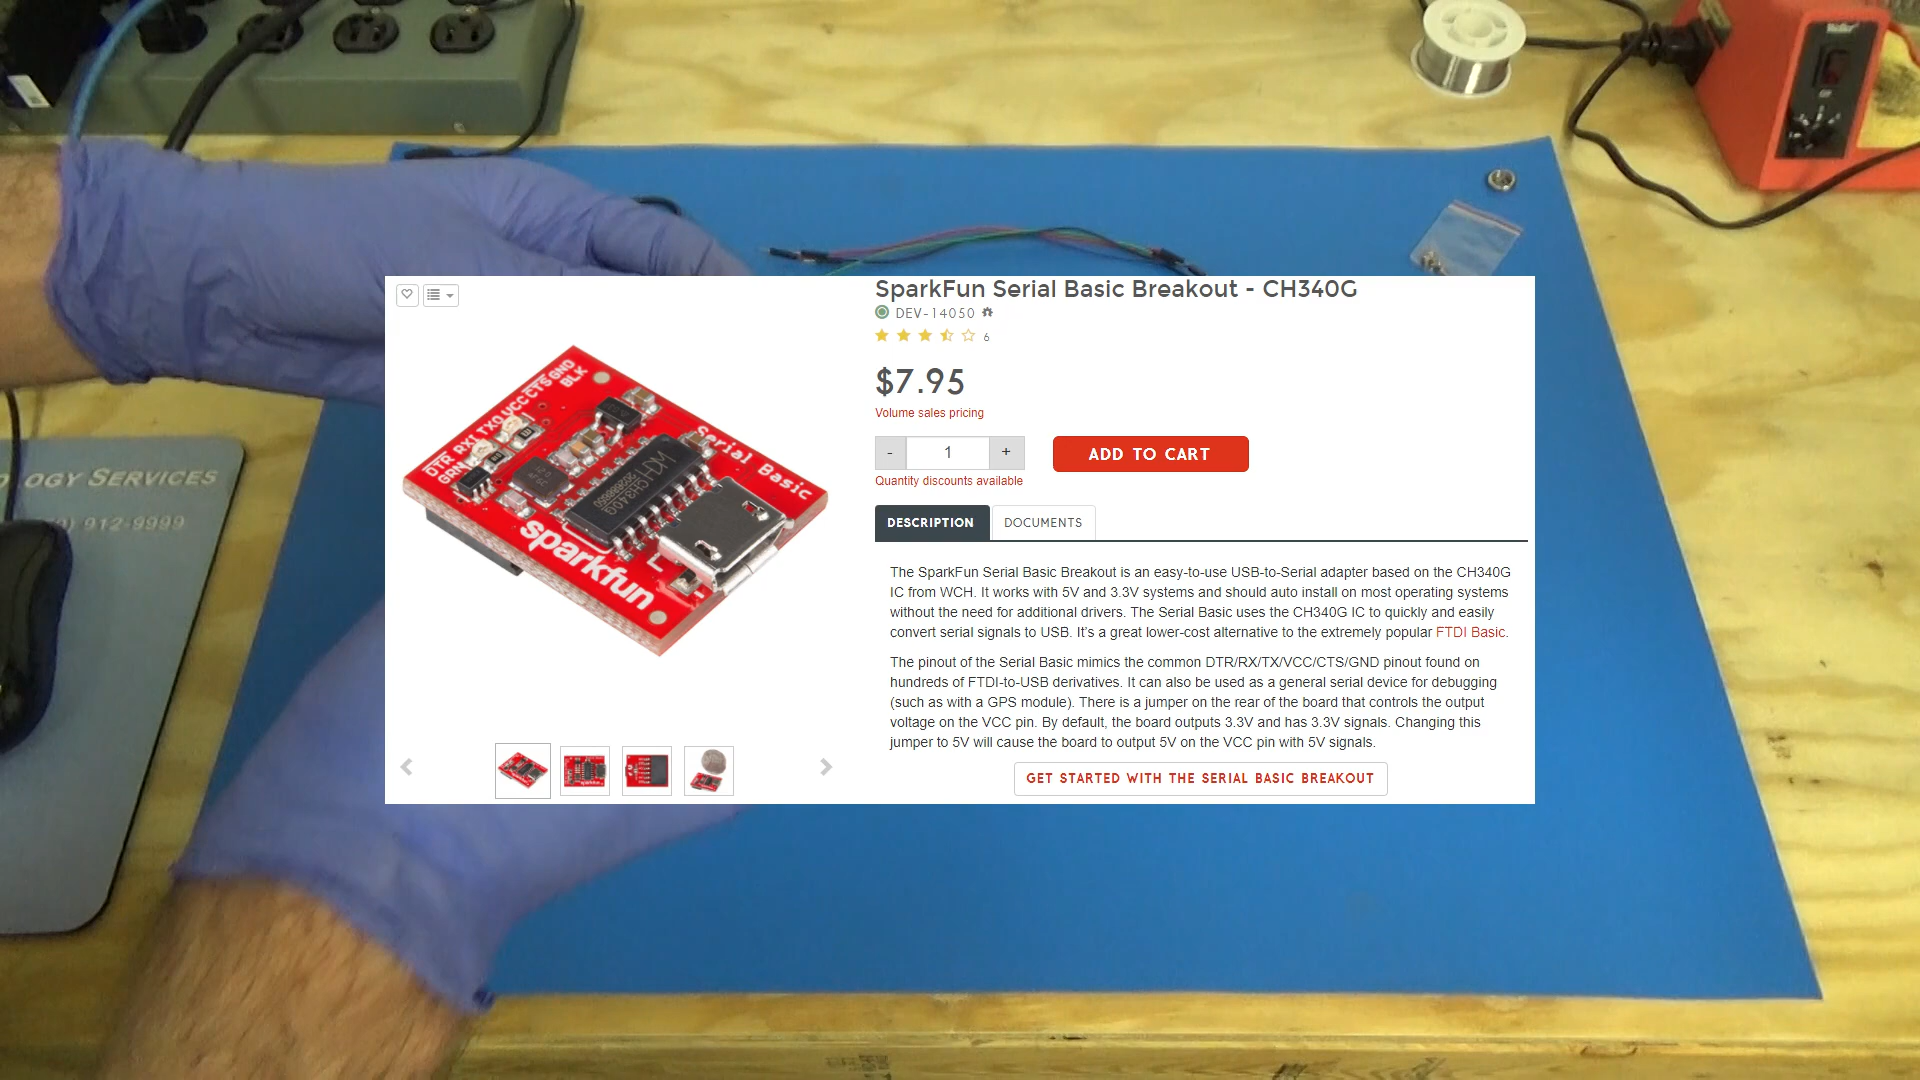 OLOGY SERVICES
912-9999
SparkFun Serial Basic Breakout - CH340G
DEV-14050
6
$7.95
Volume sales pricing
- 1 +
ADD TO CART
Quantity discounts available
DESCRIPTION
DOCUMENTS
The SparkFun Serial Basic Breakout is an easy-to-use USB-to-Serial adapter based on the CH340G
IC from WCH. It works with 5V and 3.3V systems and should auto install on most operating systems
without the need for additional drivers. The Serial Basic uses the CH340G IC to quickly and easily
convert serial signals to USB. It's a great lower-cost alternative to the extremely popular FTDI Basic.
The pinout of the Serial Basic mimics the common DTR/RX/TX/VCC/CTS/GND pinout found on
hundreds of FTDI-to-USB derivatives. It can also be used as a general serial device for debugging
(such as with a GPS module). There is a jumper on the rear of the board that controls the output
voltage on the VCC pin. By default, the board outputs 3.3V and has 3.3V signals. Changing this
jumper to 5V will cause the board to output 5V on the VCC pin with 5V signals.
GET STARTED WITH THE SERIAL BASIC BREAKOUT
DTR RXI TXO VCC CTS GND
GRN
BLK
Serial Basic
CH340G
sparkfun